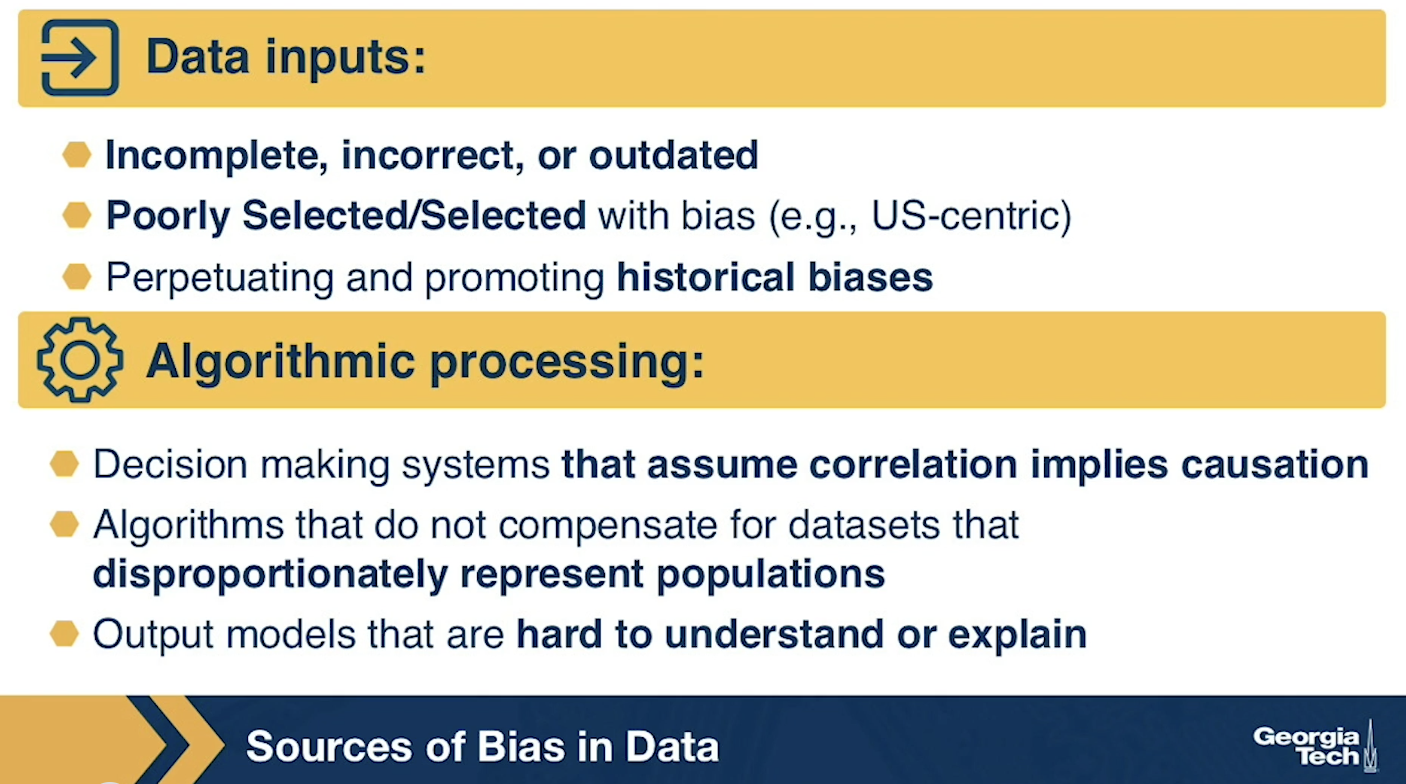 Data inputs:
Incomplete, incorrect, or outdated
Poorly Selected/Selected with bias (e.g., US-centric)
Perpetuating and promoting historical biases
Algorithmic processing:
Decision making systems that assume correlation implies causation
Algorithms that do not compensate for datasets that
disproportionately represent populations
Output models that are hard to understand or explain
Sources of Bias in Data
Georgia
Tech